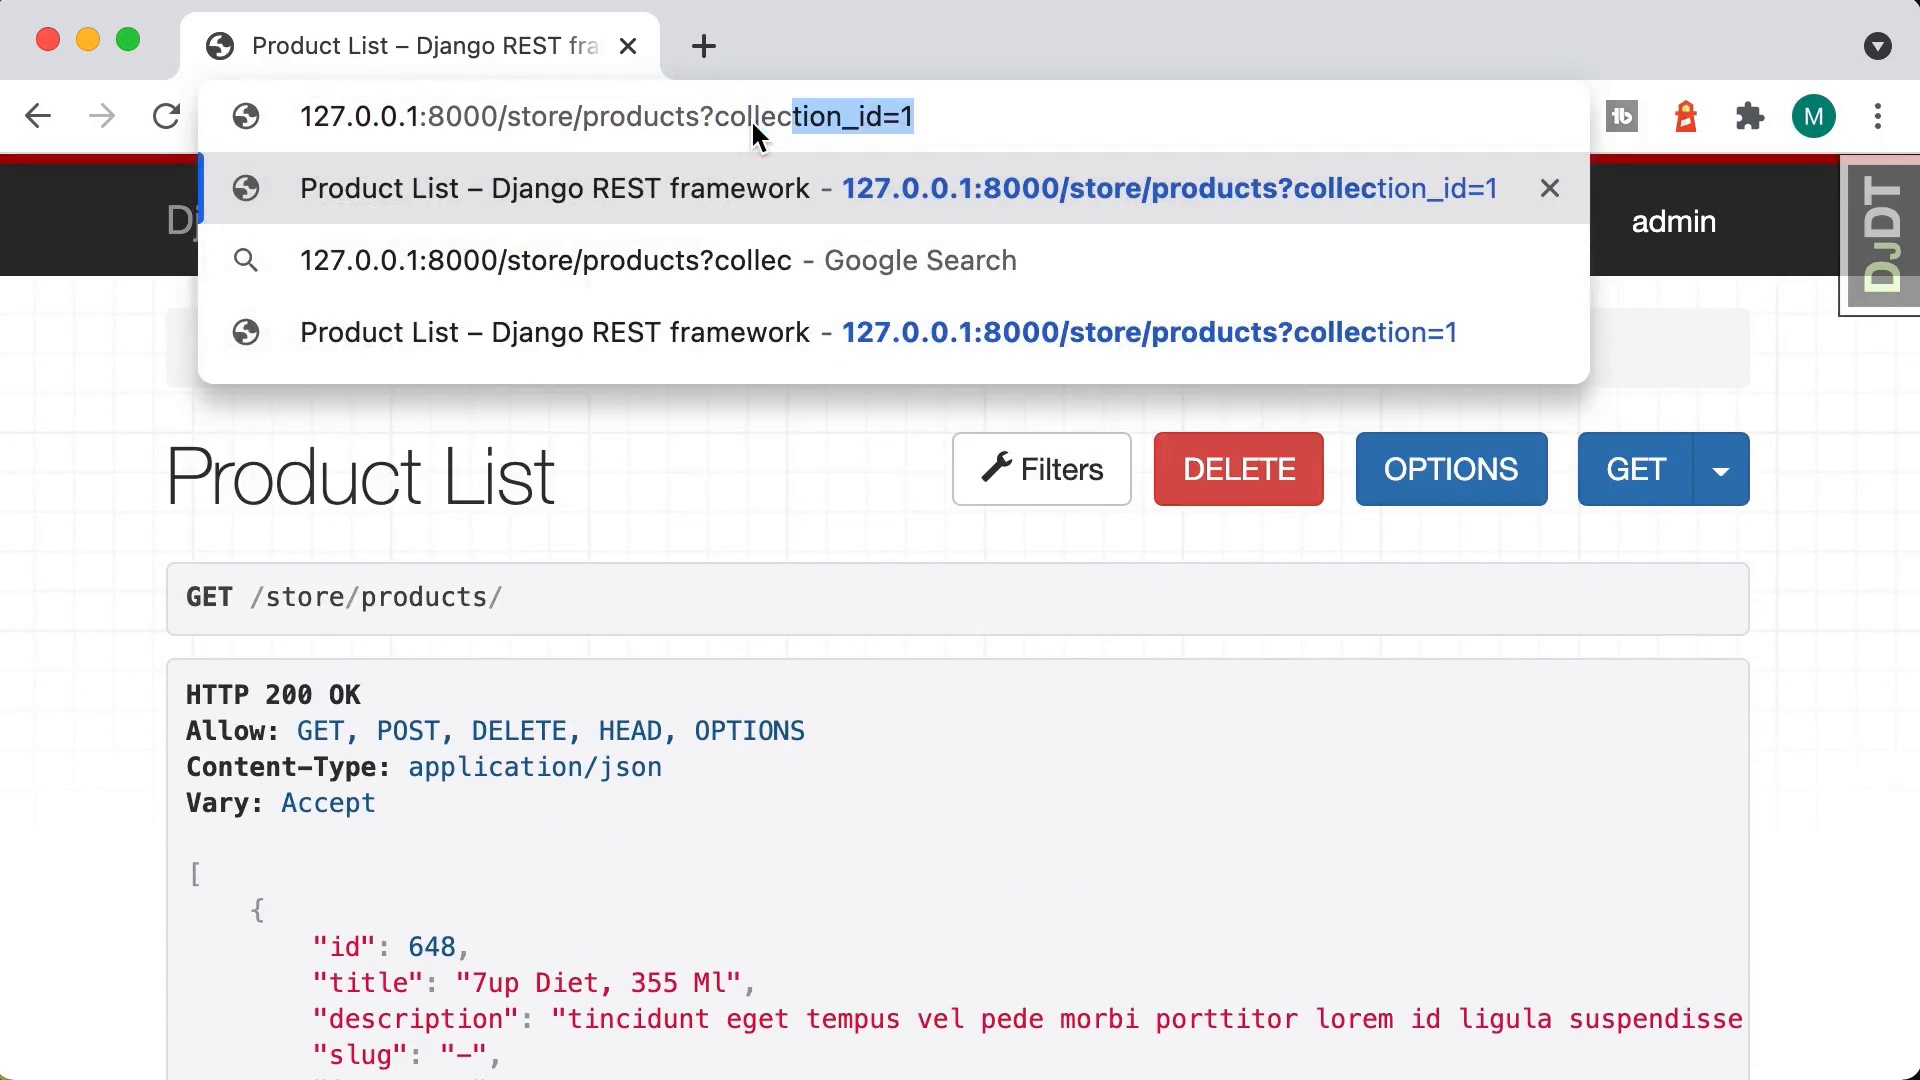 Product List – Django REST fra
127.0.0.1:8000/store/products?collection_id=1
M
Product List – Django REST framework - 127.0.0.1:8000/store/products?collection_id=1
127.0.0.1:8000/store/products?collec - Google Search
Product List – Django REST framework - 127.0.0.1:8000/store/products?collection=1
Dj
admin
DJDT
Product List
Filters
DELETE
OPTIONS
GET
GET /store/products/
HTTP 200 OK
Allow: GET, POST, DELETE, HEAD, OPTIONS
Content-Type: application/json
Vary: Accept
[
{
"id": 648,
"title": "7up Diet, 355 Ml",
"description": "tincidunt eget tempus vel pede morbi porttitor lorem id ligula suspendisse
"slug": "-",